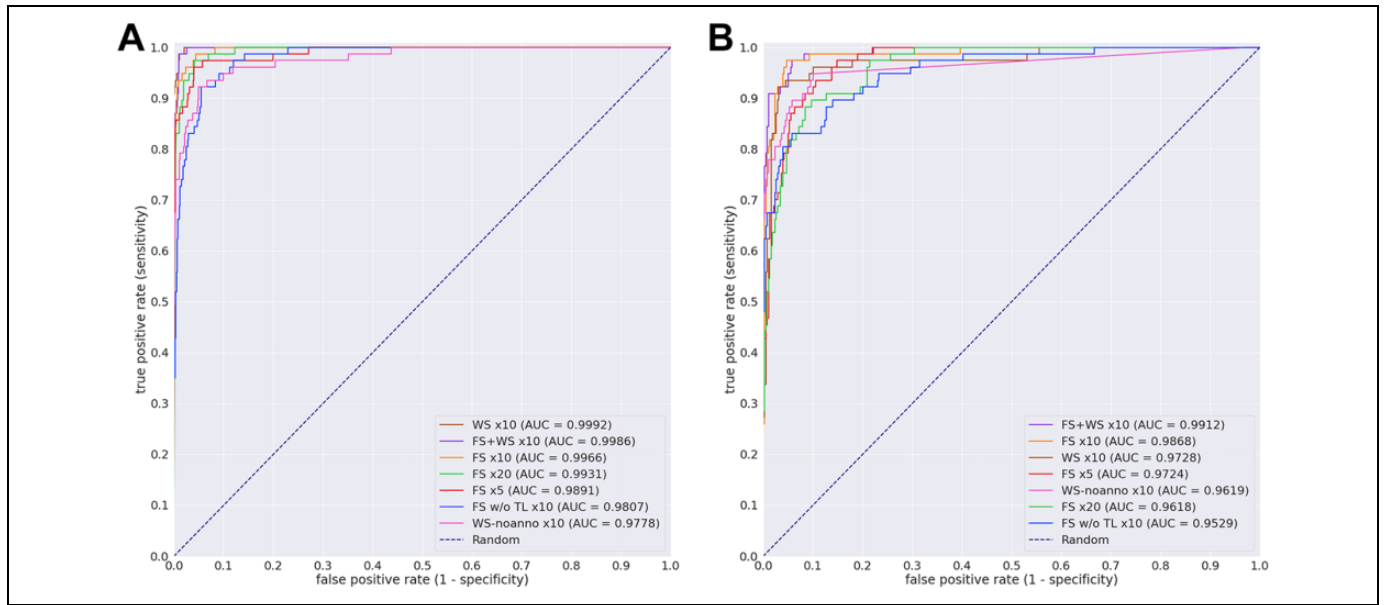 A
true positive rate (sensitivity)
1.0
0.9
0.8
0.7
0.6
0.5
0.4
0.3
0.2
0.1
0.0
WS x10 (AUC = 0.9992)
FS+WS x10 (AUC = 0.9986)
FS x10 (AUC = 0.9966)
FS x20 (AUC = 0.9931)
FS x5 (AUC = 0.9891)
FS w/o TL x10 (AUC = 0.9807)
WS-noanno x10 (AUC = 0.9778)
Random
0.0 0.1 0.2 0.3 0.4 0.5 0.6 0.7 0.8 0.9 1.0
false positive rate (1 - specificity)
B
true positive rate (sensitivity)
1.0
0.9
0.8
0.7
0.6
0.5
0.4
0.3
0.2
0.1
0.0
FS+WS x10 (AUC = 0.9912)
FS x10 (AUC = 0.9868)
WS x10 (AUC = 0.9728)
FS x5 (AUC = 0.9724)
WS-noanno x10 (AUC = 0.9619)
FS x20 (AUC = 0.9618)
FS w/o TL x10 (AUC = 0.9529)
Random
0.0 0.1 0.2 0.3 0.4 0.5 0.6 0.7 0.8 0.9 1.0
false positive rate (1 - specificity)